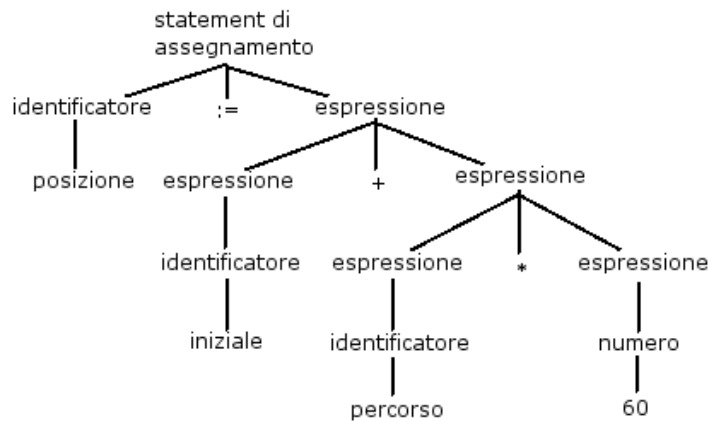 statement di
assegnamento
identificatore := espressione
posizione espressione + espressione
identificatore espressione * espressione
iniziale identificatore numero
percorso 60